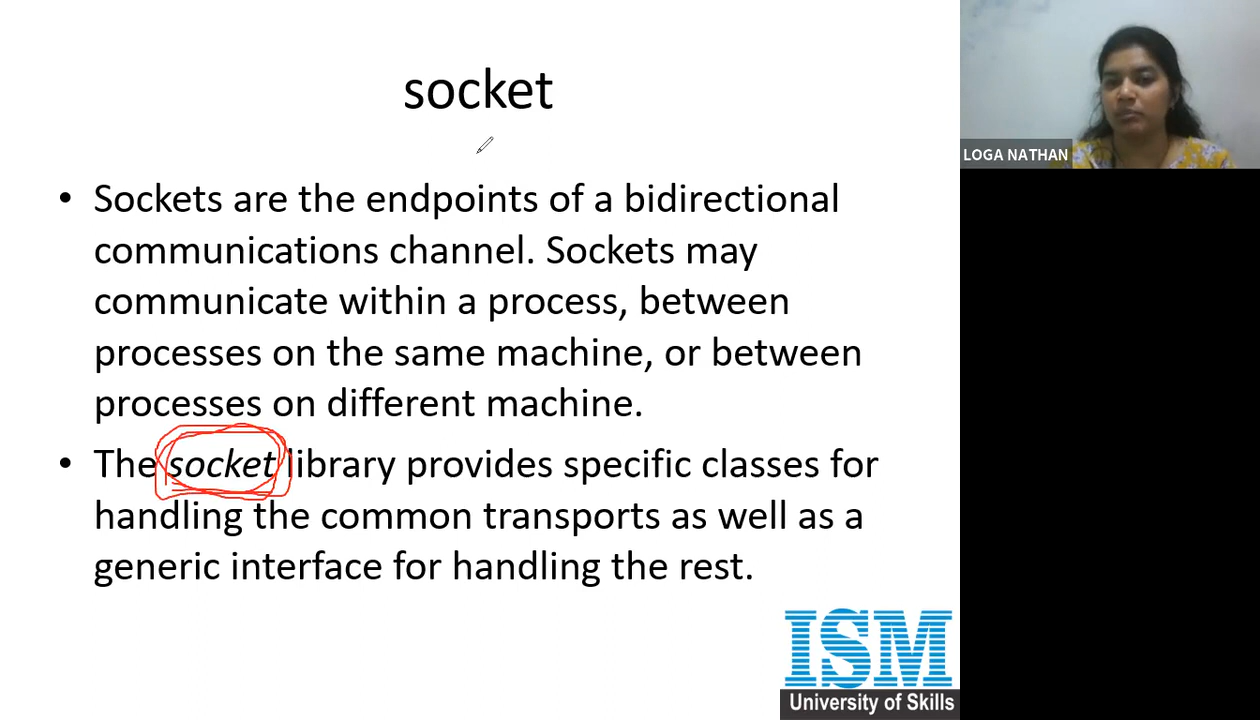 socket
• Sockets are the endpoints of a bidirectional
communications channel. Sockets may
communicate within a process, between
processes on the same machine, or between
processes on different machine.
• The socket library provides specific classes for
handling the common transports as well as a
generic interface for handling the rest.
LOGA NATHAN
ISM
University of Skills